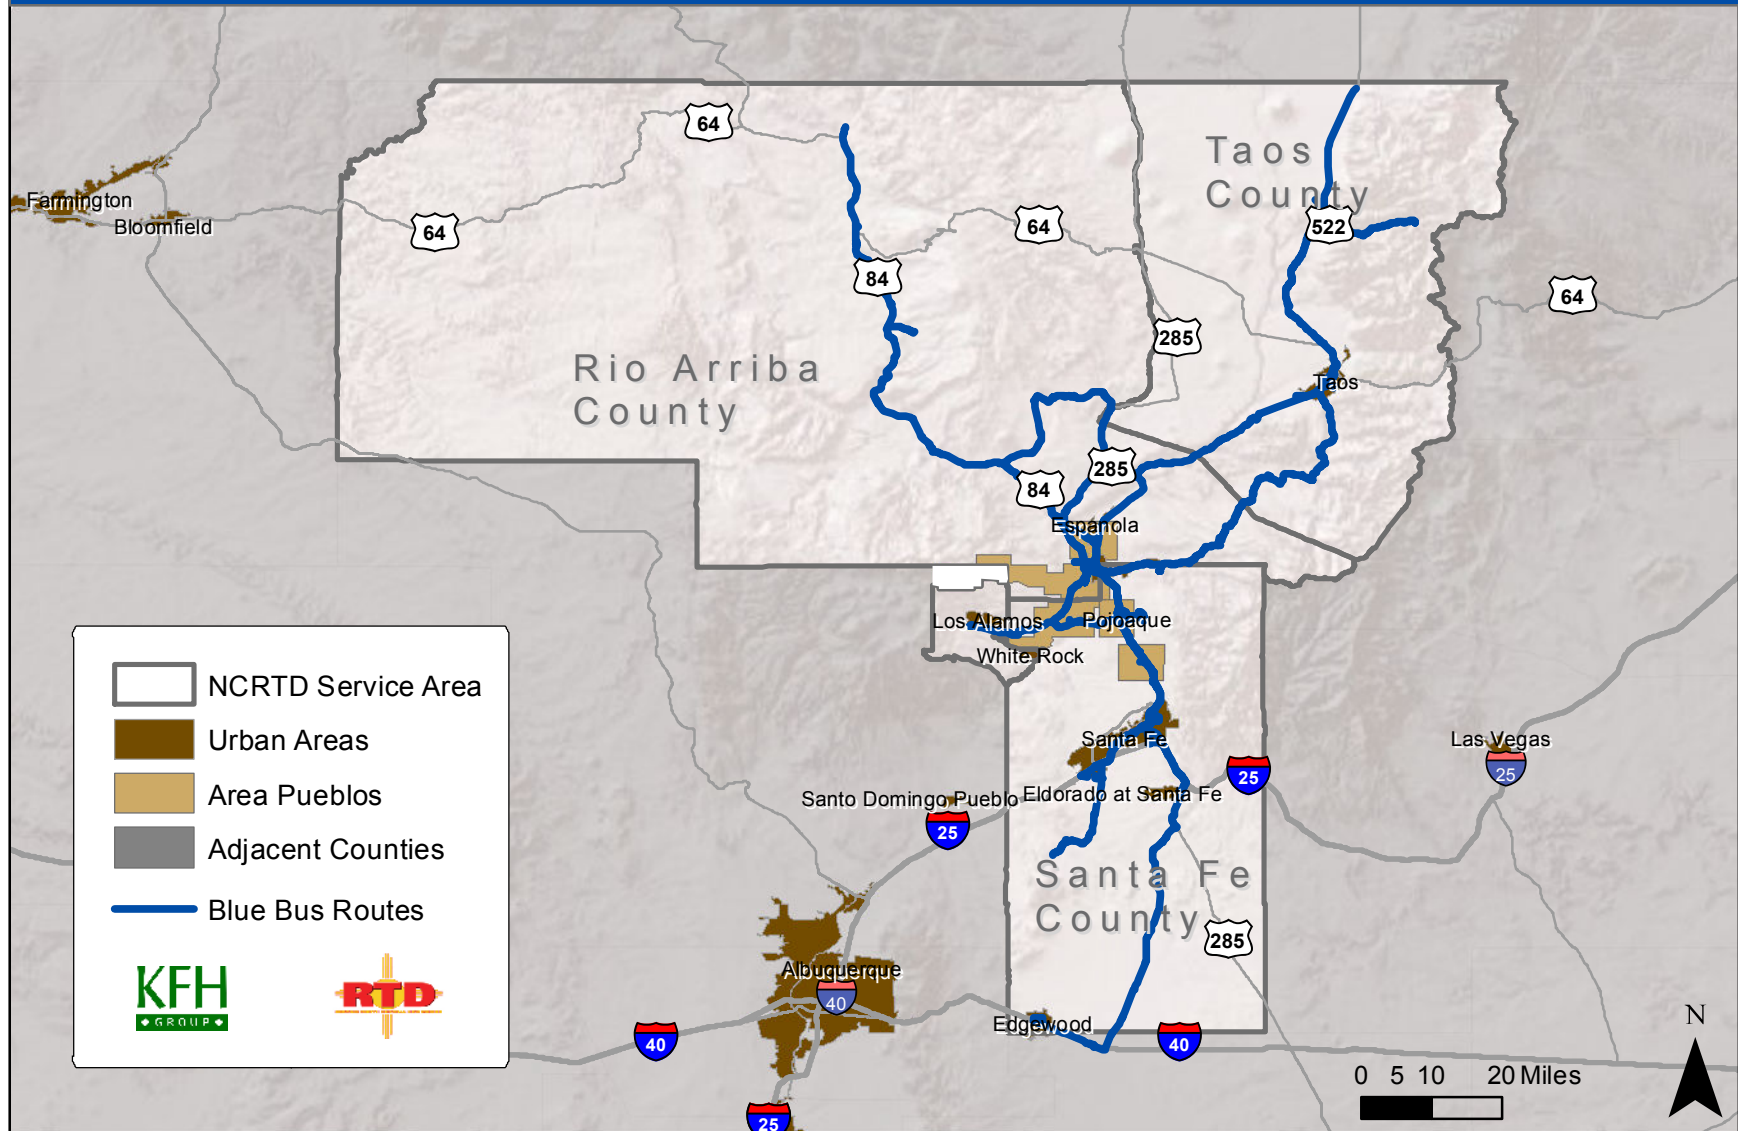 64
Taos
County
Farmington
Bloomfield
64
64
522
84
64
285
Rio Arriba
County
Taos
285
84
Espanola
Los Alamos
Pojoaque
White Rock
NCRTD Service Area
Urban Areas
Area Pueblos
Adjacent Counties
Blue Bus Routes
KFH
GROUP
RTD
Santa Fe
Las Vegas
25
25
Santo Domingo Pueblo
Eldorado at Santa Fe
25
Santa Fe
County
285
Albuquerque
40
Edgewood
40
40
25
N
0 5 10 20 Miles